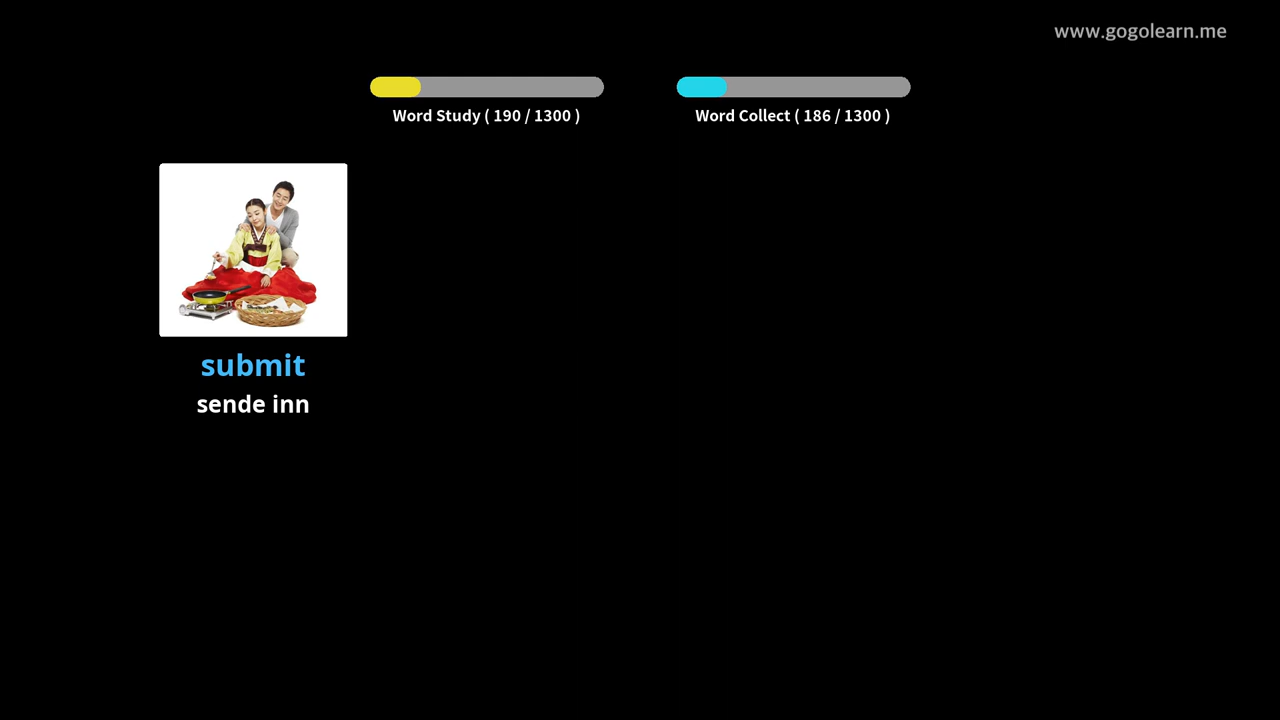 www.gogolearn.me
Word Study ( 190 / 1300 )
Word Collect ( 186 / 1300 )
submit
sende inn